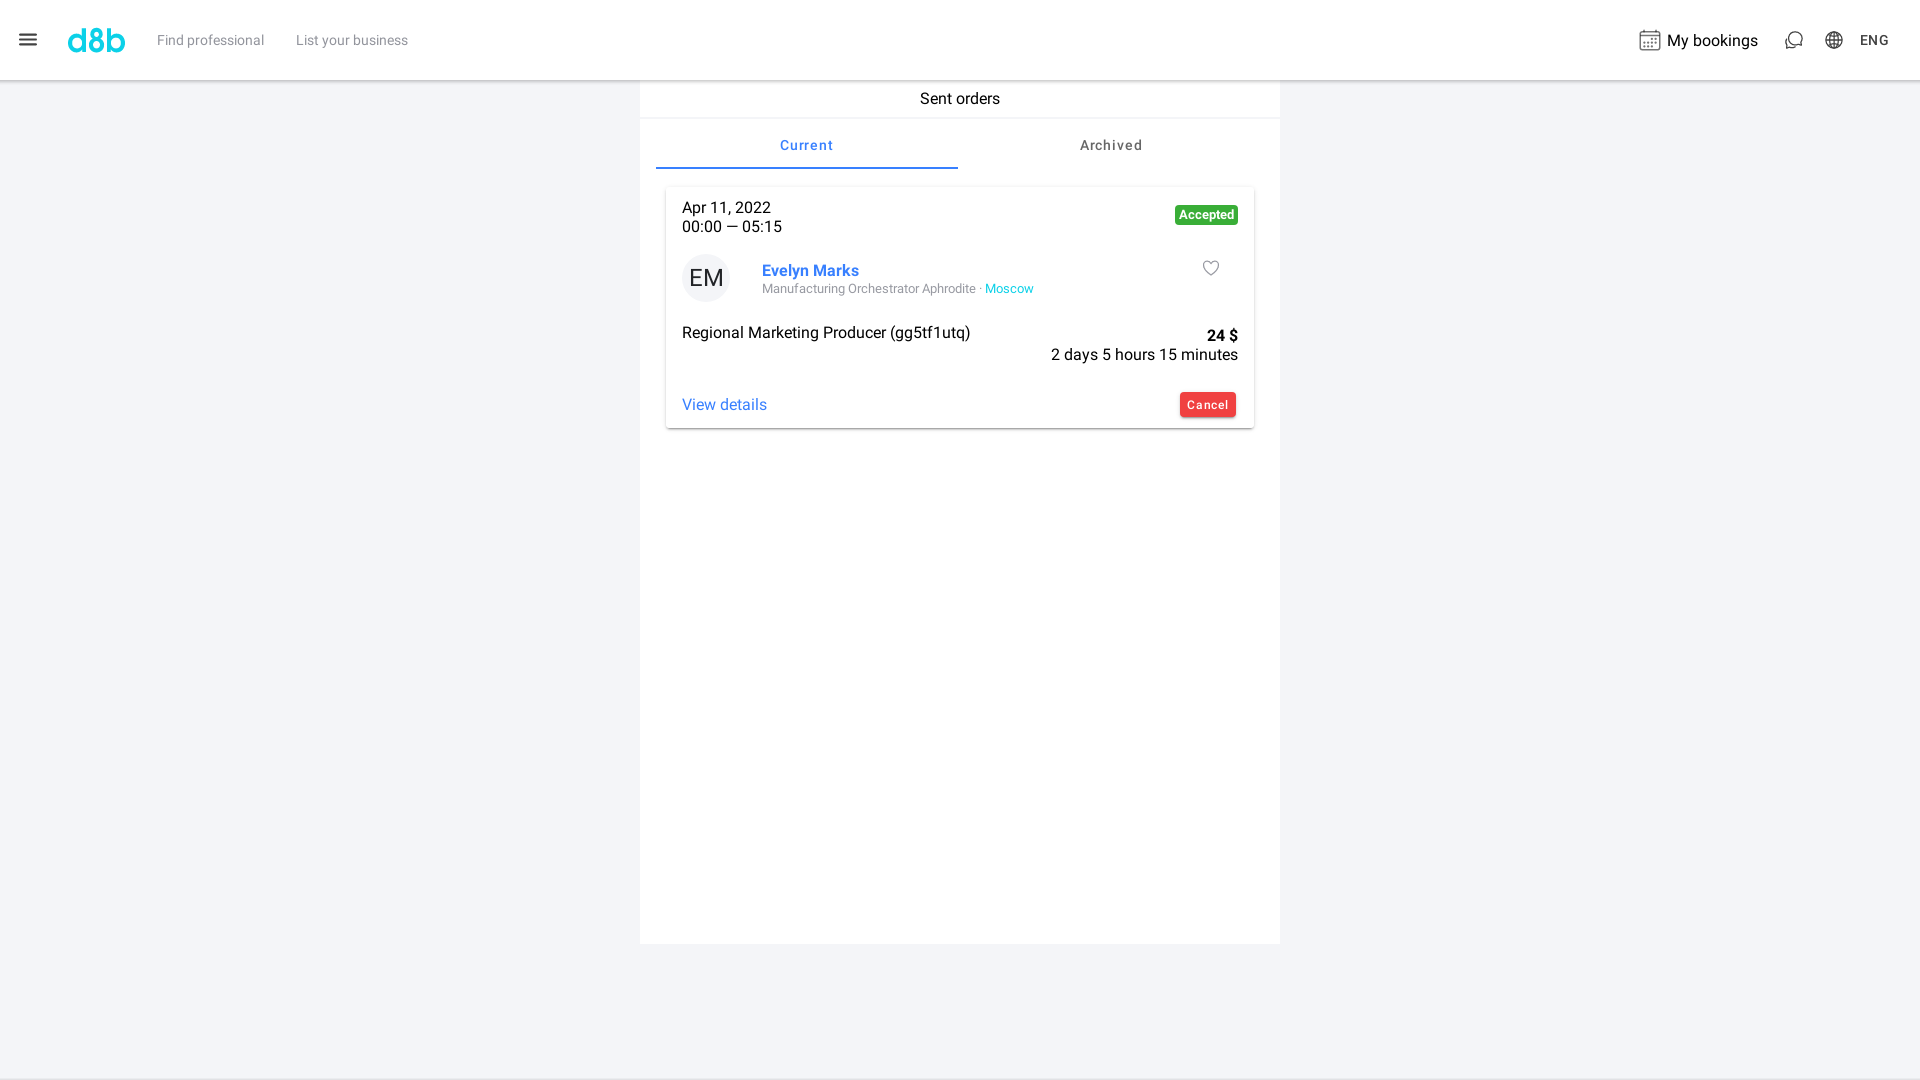 d8b
Find professional
List your business
My bookings
ENG
Sent orders
Current
Archived
Apr 11, 2022
00:00 — 05:15
Accepted
EM
Evelyn Marks
Manufacturing Orchestrator Aphrodite · Moscow
Regional Marketing Producer (gg5tf1utq)
24 $
2 days 5 hours 15 minutes
View details
Cancel